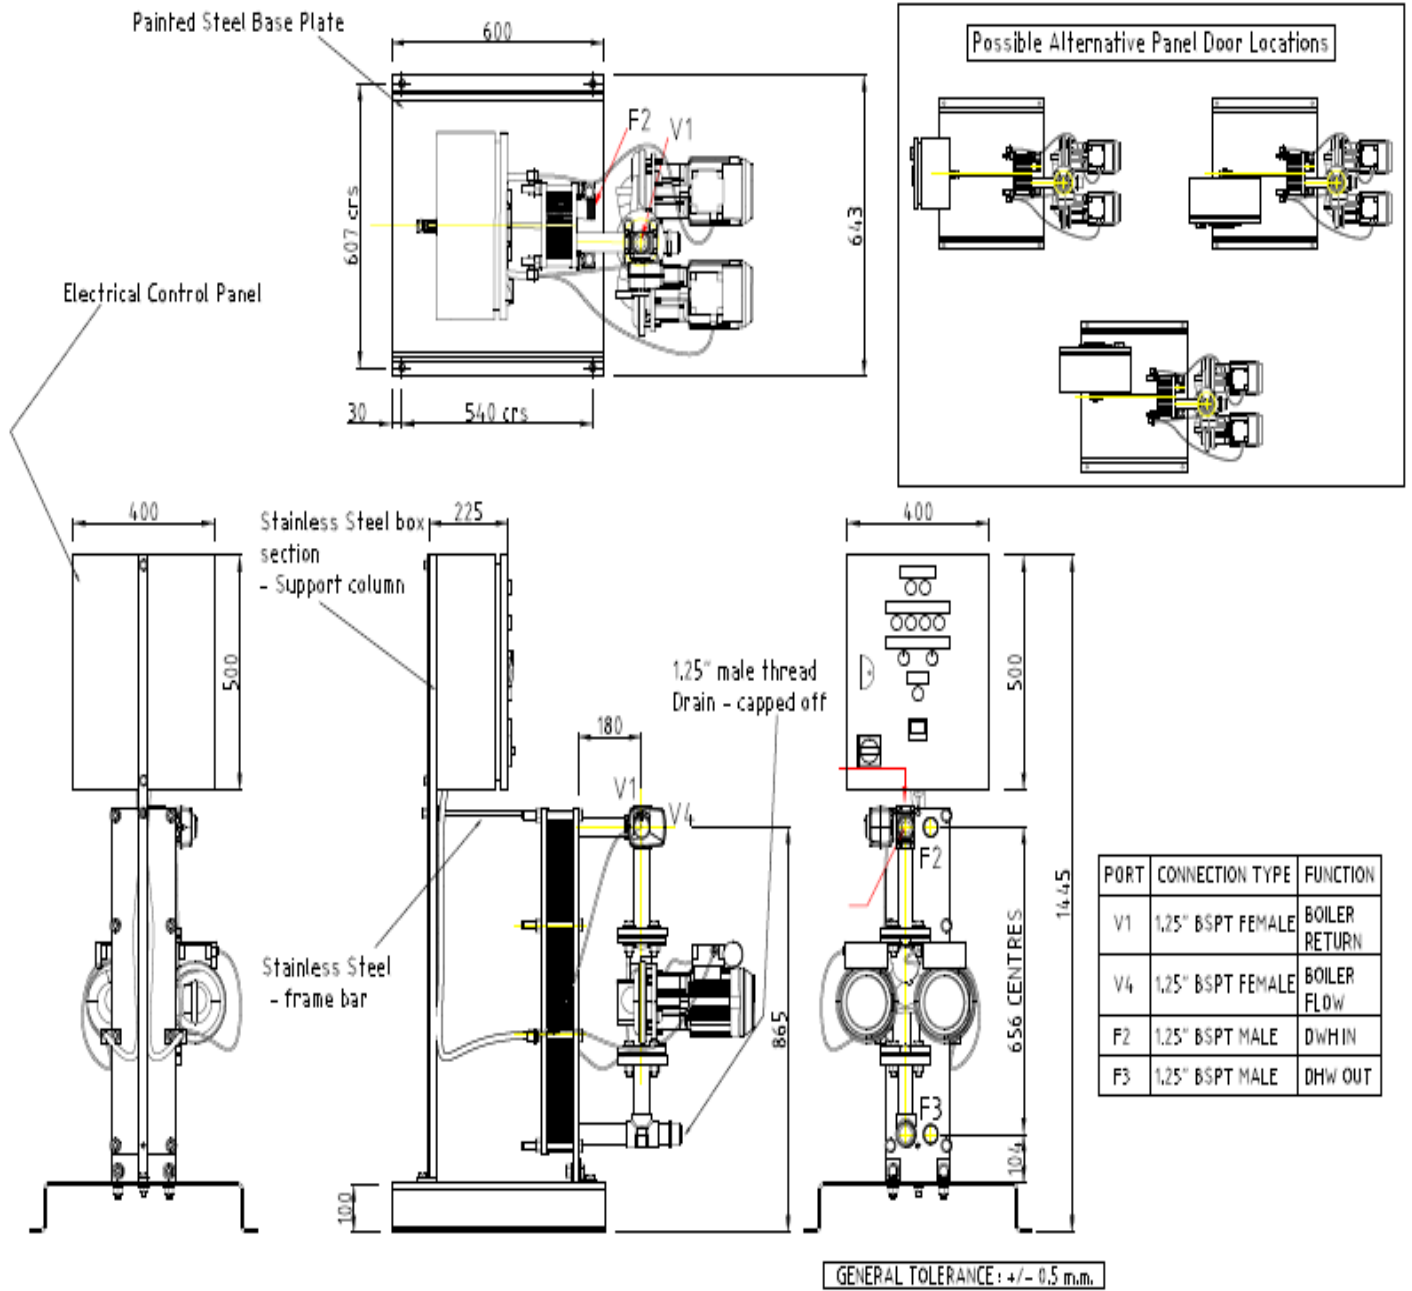 Painted Steel Base Plate
600
Possible Alternative Panel Door Locations
F2
V1
607 crs
643
Electrical Control Panel
30
540 crs
400
Stainless Steel box
section
- Support column
225
400
500
500
1.25" male thread
Drain - capped off
180
V1
V4
F2
1445
656 CENTRES
865
Stainless Steel
- frame bar
F3
104
100
PORT CONNECTION TYPE FUNCTION
V1 1.25" BSPT FEMALE BOILER
RETURN
V4 1.25" BSPT FEMALE BOILER
FLOW
F2 1.25" BSPT MALE DWH IN
F3 1.25" BSPT MALE DHW OUT
GENERAL TOLERANCE: +/- 0.5 m.m.